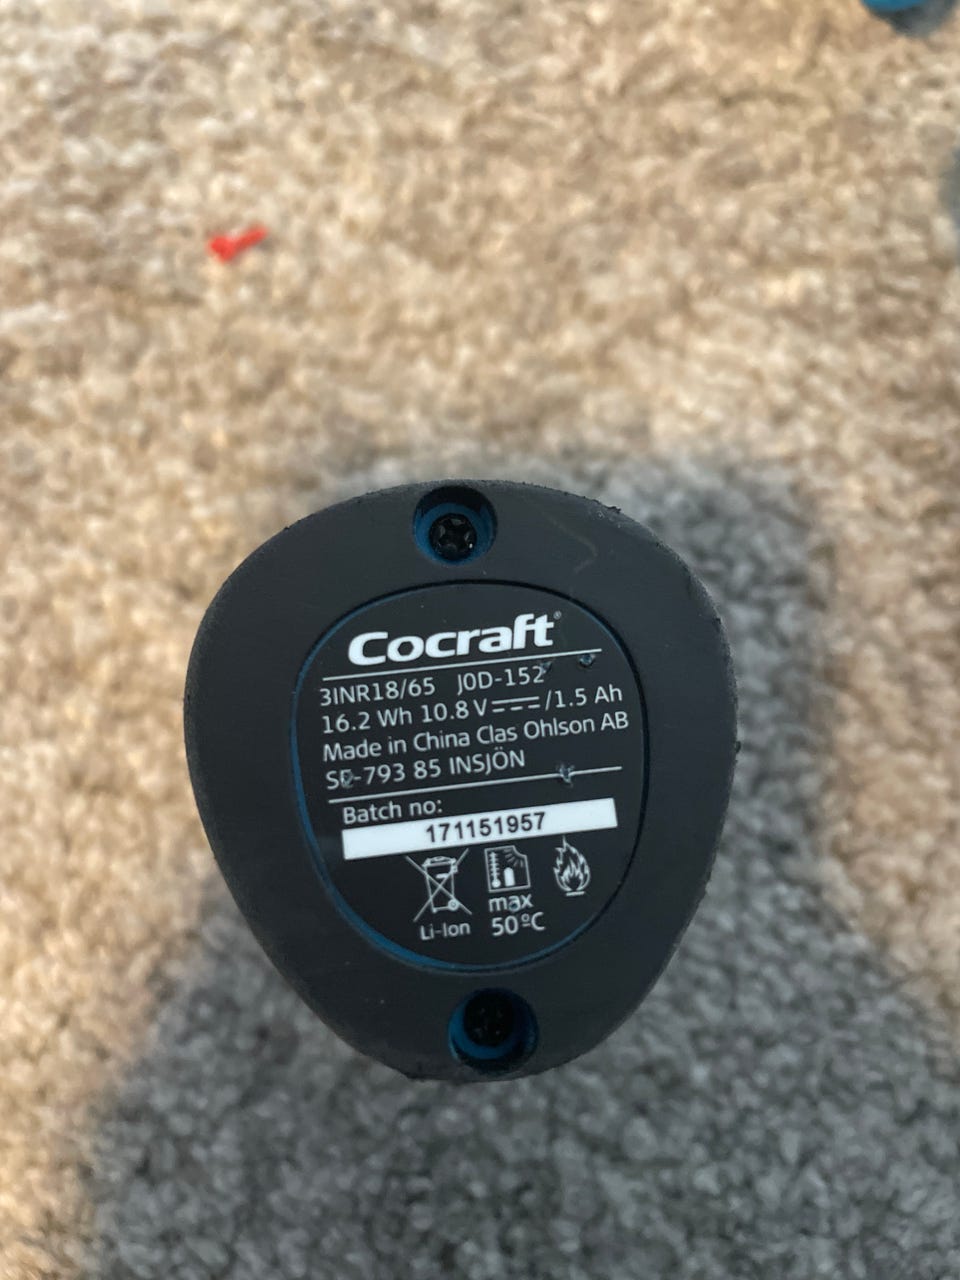 Cocraft®
3INR18/65 JOD-152
16.2 Wh 10.8 V⎓/1.5 Ah
Made in China Clas Ohlson AB
SE-793 85 INSJÖN
Batch no:
171151957
max
Li-Ion 50ºC